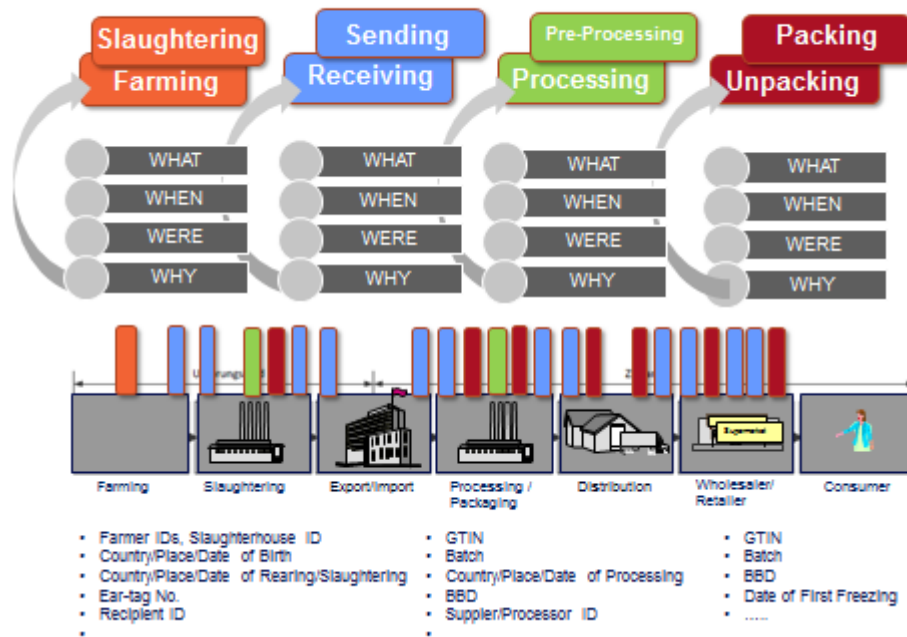 Slaughtering
Farming
Sending
Receiving
Pre-Processing
Processing
Packing
Unpacking
WHAT
WHEN
WERE
WHY
WHAT
WHEN
WERE
WHY
WHAT
WHEN
WERE
WHY
WHAT
WHEN
WERE
WHY
Supermarket
Farming
Slaughtering
Export/Import
Processing /
Packaging
Distribution
Wholesaler/
Retailer
Consumer
• Farmer IDs, Slaughterhouse ID
• Country/Place/Date of Birth
• Country/Place/Date of Rearing/Slaughtering
• Ear-tag No.
• Recipient ID
•
• GTIN
• Batch
• Country/Place/Date of Processing
• BBD
• Suppler/Processor ID
•
• GTIN
• Batch
• BBD
• Date of First Freezing
• ......